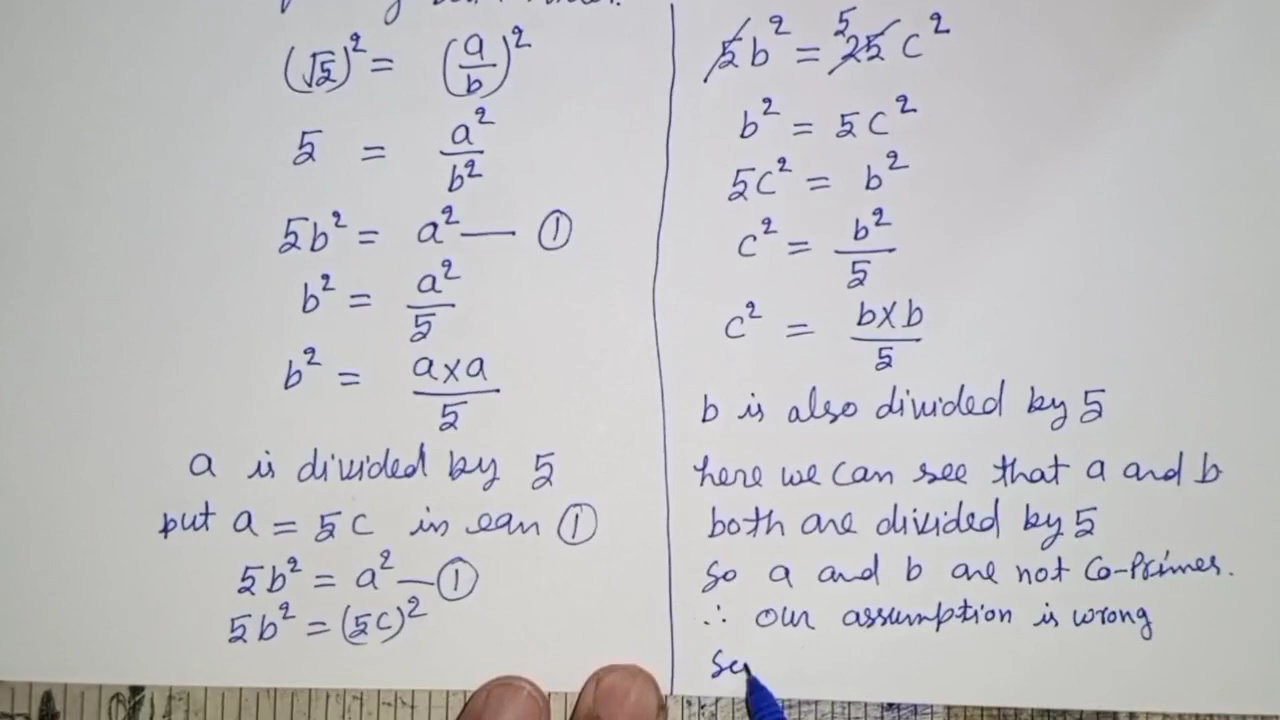 (√5)² = (a/b)²
5 = a²/b²
5b² = a² — ①
b² = a²/5
b² = a×a/5
a is divided by 5
put a = 5c in eqn ①
5b² = a² — ①
5b² = (5c)²
5b² = 5 25 c²
b² = 5c²
5c² = b²
c² = b²/5
c² = b×b/5
b is also divided by 5
here we can see that a and b
both are divided by 5
so a and b are not Co-Primes.
∴ our assumption is wrong